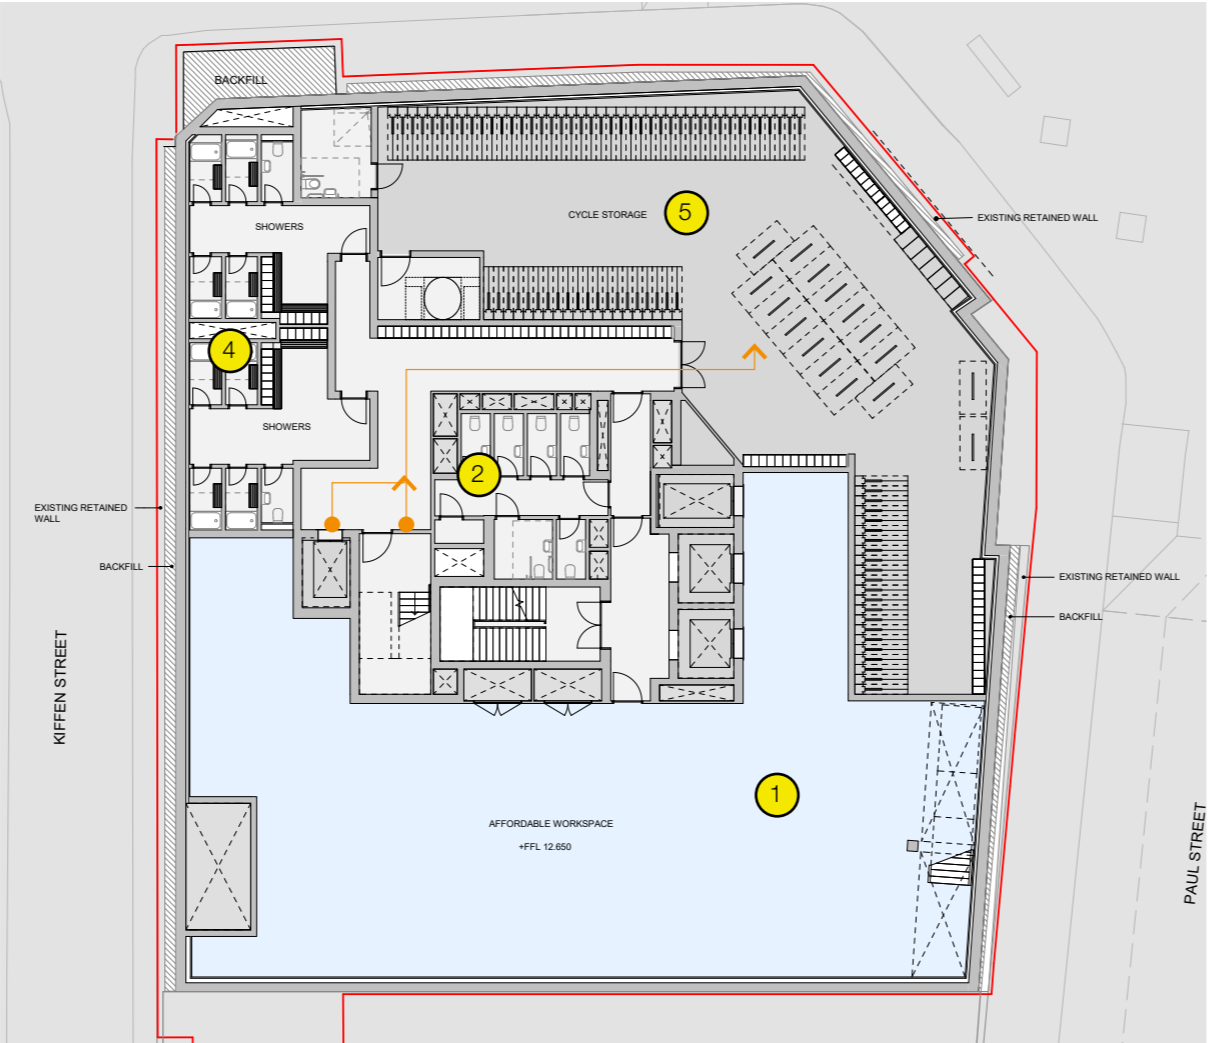 BACKFILL
CYCLE STORAGE
5
EXISTING RETAINED WALL
SHOWERS
4
SHOWERS
2
EXISTING RETAINED
WALL
BACKFILL
EXISTING RETAINED WALL
BACKFILL
KIFFEN STREET
1
AFFORDABLE WORKSPACE
+FFL 12.650
PAUL STREET